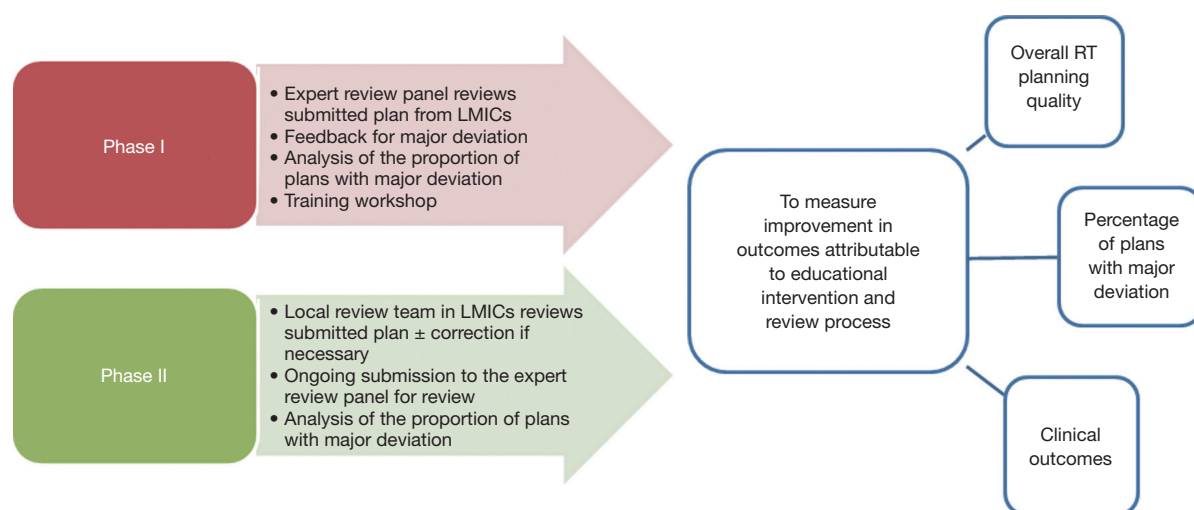 Phase I
• Expert review panel reviews
submitted plan from LMICs
• Feedback for major deviation
• Analysis of the proportion of
plans with major deviation
• Training workshop
Phase II
• Local review team in LMICs reviews
submitted plan ± correction if
necessary
• Ongoing submission to the expert
review panel for review
• Analysis of the proportion of plans
with major deviation
To measure
improvement in
outcomes attributable
to educational
intervention and
review process
Overall RT
planning
quality
Percentage
of plans
with major
deviation
Clinical
outcomes